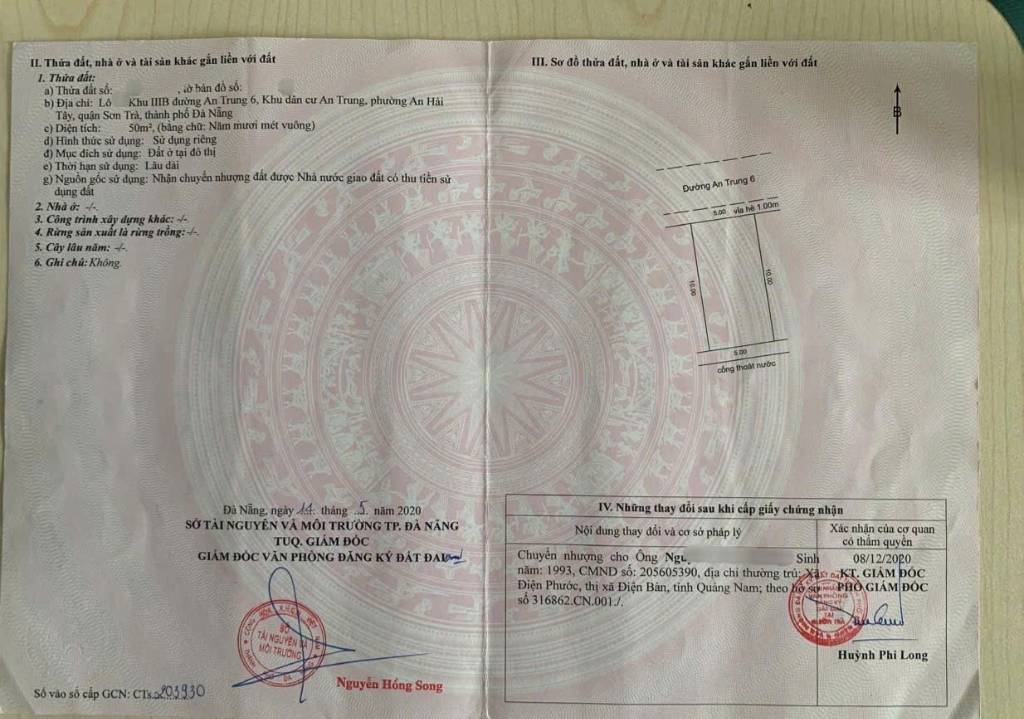 II. Thửa đất, nhà ở và tài sản khác gắn liền với đất
1. Thửa đất:
a) Thửa đất số: , tờ bản đồ số:
b) Địa chỉ: Lô Khu IIIB đường An Trung 6, Khu dân cư An Trung, phường An Hải
Tây, quận Sơn Trà, thành phố Đà Nẵng
c) Diện tích: 50m², (bằng chữ: Năm mươi mét vuông)
d) Hình thức sử dụng: Sử dụng riêng
đ) Mục đích sử dụng: Đất ở tại đô thị
e) Thời hạn sử dụng: Lâu dài
g) Nguồn gốc sử dụng: Nhận chuyển nhượng đất được Nhà nước giao đất có thu tiền sử
dụng đất
2. Nhà ở: -/-.
3. Công trình xây dựng khác: -/-.
4. Rừng sản xuất là rừng trồng: -/-.
5. Cây lâu năm: -/-.
6. Ghi chú: Không.
Đà Nẵng, ngày 14 tháng 5 năm 2020
SỞ TÀI NGUYÊN VÀ MÔI TRƯỜNG TP. ĐÀ NẴNG
TUQ. GIÁM ĐỐC
GIÁM ĐỐC VĂN PHÒNG ĐĂNG KÝ ĐẤT ĐAI
SỞ
TÀI NGUYÊN VÀ
MÔI TRƯỜNG
Nguyễn Hồng Song
Số vào sổ cấp GCN: CTs 203930
III. Sơ đồ thửa đất, nhà ở và tài sản khác gắn liền với đất
B
Đường An Trung 6
5.00 vỉa hè 1.00m
10.00
10.00
5.00
cống thoát nước
IV. Những thay đổi sau khi cấp giấy chứng nhận
Nội dung thay đổi và cơ sở pháp lý
Xác nhận của cơ quan
có thẩm quyền
Chuyển nhượng cho Ông Sinh
năm: 1993, CMND số: 205605390, địa chỉ thường trú: Xã
Điện Phước, thị xã Điện Bàn, tỉnh Quảng Nam; theo hồ sơ
số 316862.CN.001./.
08/12/2020
KT. GIÁM ĐỐC
PHÓ GIÁM ĐỐC
Huỳnh Phi Long